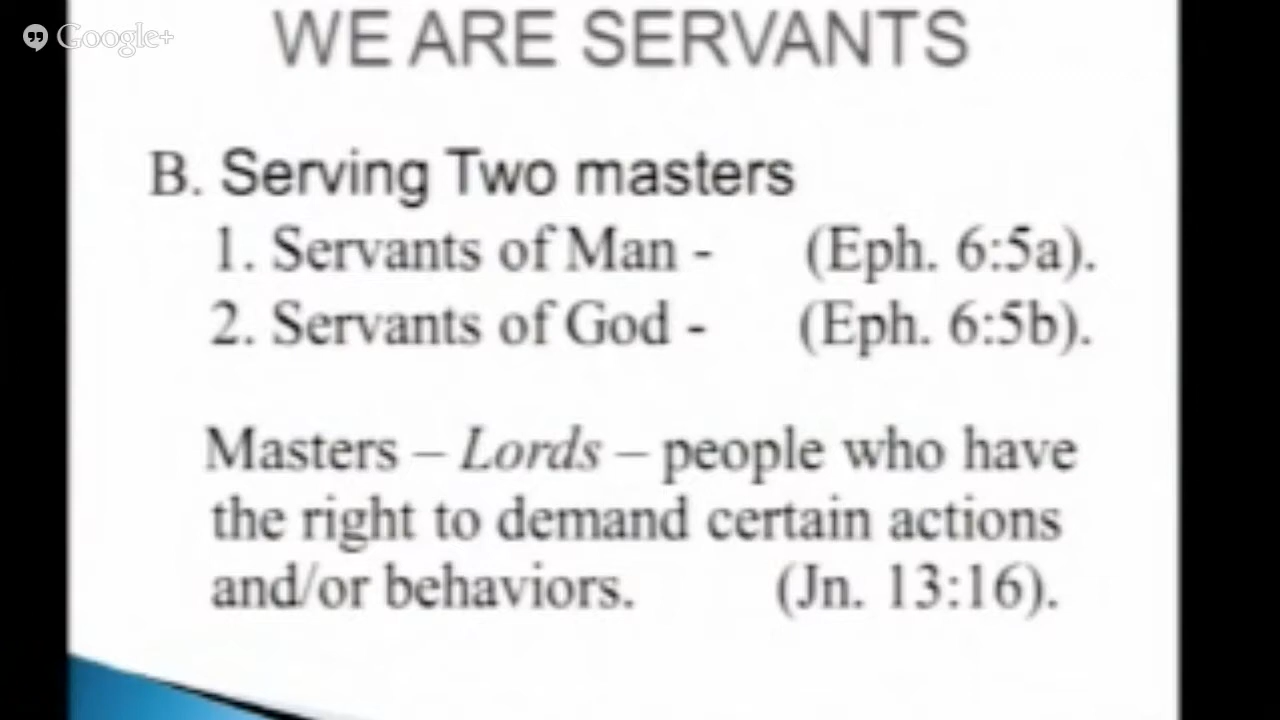 Google+
WE ARE SERVANTS
B. Serving Two masters
1. Servants of Man - (Eph. 6:5a).
2. Servants of God - (Eph. 6:5b).
Masters – Lords – people who have
the right to demand certain actions
and/or behaviors. (Jn. 13:16).